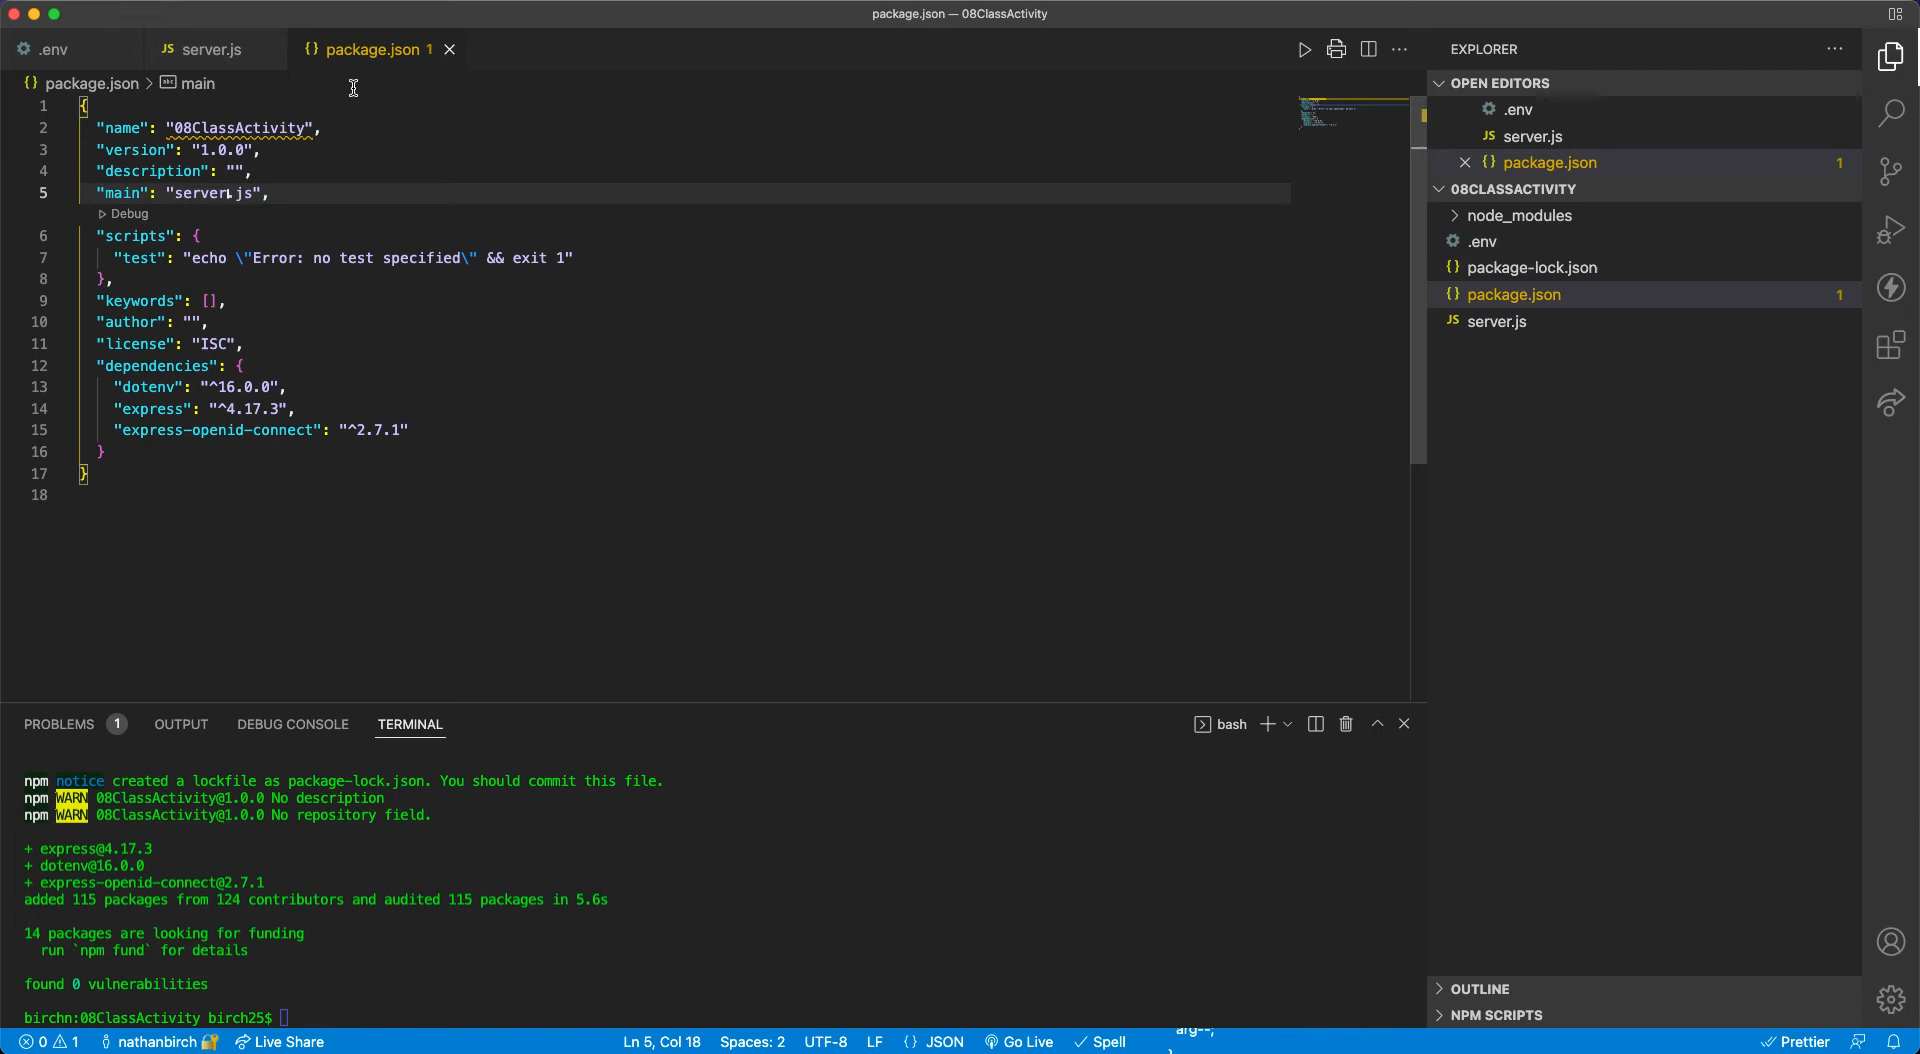 package.json — 08ClassActivity
.env
JS server.js
{} package.json 1
{} package.json > abc main
1 {
2 "name": "08ClassActivity",
3 "version": "1.0.0",
4 "description": "",
5 "main": "server.js",
Debug
6 "scripts": {
7 "test": "echo \"Error: no test specified\" && exit 1"
8 },
9 "keywords": [],
10 "author": "",
11 "license": "ISC",
12 "dependencies": {
13 "dotenv": "^16.0.0",
14 "express": "^4.17.3",
15 "express-openid-connect": "^2.7.1"
16 }
17 }
18
EXPLORER
OPEN EDITORS
.env
JS server.js
{} package.json 1
08CLASSACTIVITY
> node_modules
.env
{} package-lock.json
{} package.json 1
JS server.js
OUTLINE
NPM SCRIPTS
PROBLEMS 1 OUTPUT DEBUG CONSOLE TERMINAL
bash
npm notice created a lockfile as package-lock.json. You should commit this file.
npm WARN 08ClassActivity@1.0.0 No description
npm WARN 08ClassActivity@1.0.0 No repository field.
+ express@4.17.3
+ dotenv@16.0.0
+ express-openid-connect@2.7.1
added 115 packages from 124 contributors and audited 115 packages in 5.6s
14 packages are looking for funding
run `npm fund` for details
found 0 vulnerabilities
birchn:08ClassActivity birch25$
0 1 nathanbirch Live Share Ln 5, Col 18 Spaces: 2 UTF-8 LF {} JSON Go Live Spell arg--; Prettier